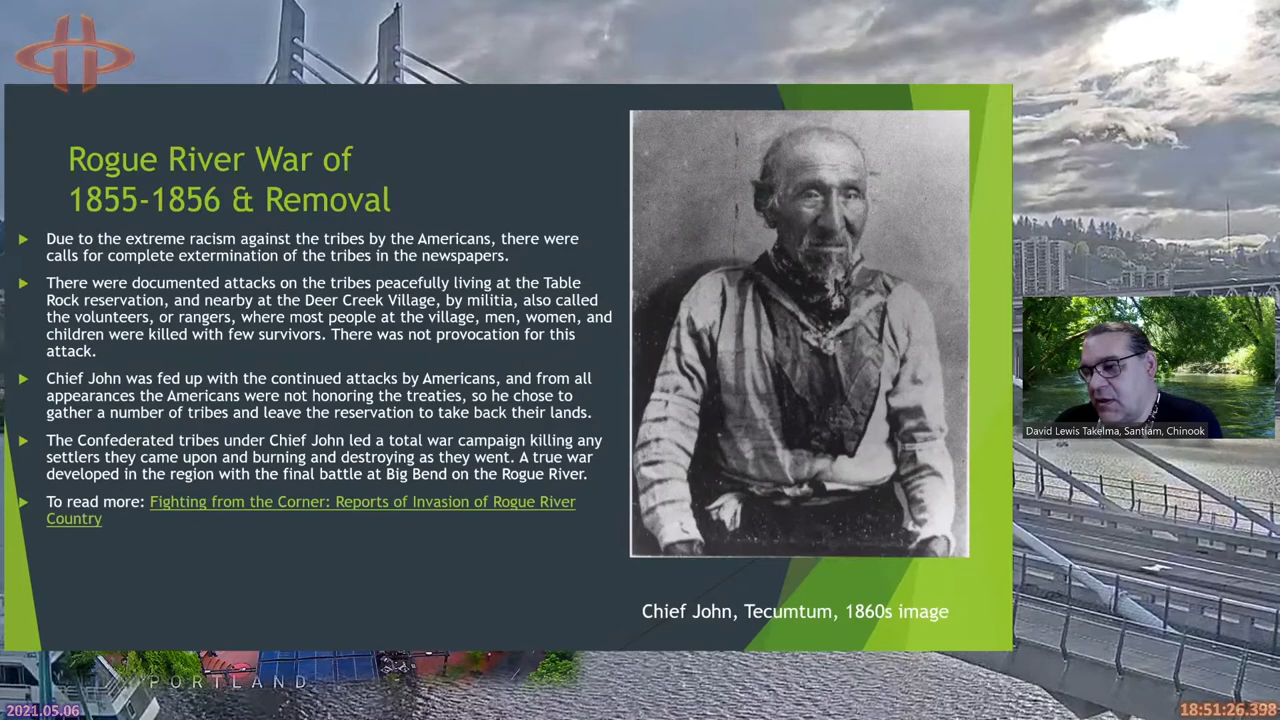 Rogue River War of
1855-1856 & Removal
Due to the extreme racism against the tribes by the Americans, there were
calls for complete extermination of the tribes in the newspapers.
There were documented attacks on the tribes peacefully living at the Table
Rock reservation, and nearby at the Deer Creek Village, by militia, also called
the volunteers, or rangers, where most people at the village, men, women, and
children were killed with few survivors. There was not provocation for this
attack.
Chief John was fed up with the continued attacks by Americans, and from all
appearances the Americans were not honoring the treaties, so he chose to
gather a number of tribes and leave the reservation to take back their lands.
The Confederated tribes under Chief John led a total war campaign killing any
settlers they came upon and burning and destroying as they went. A true war
developed in the region with the final battle at Big Bend on the Rogue River.
To read more: Fighting from the Corner: Reports of Invasion of Rogue River
Country
Chief John, Tecumtum, 1860s image
David Lewis Takelma, Santiam, Chinook
PORTLAND
2021.05.06
18:51:26.398